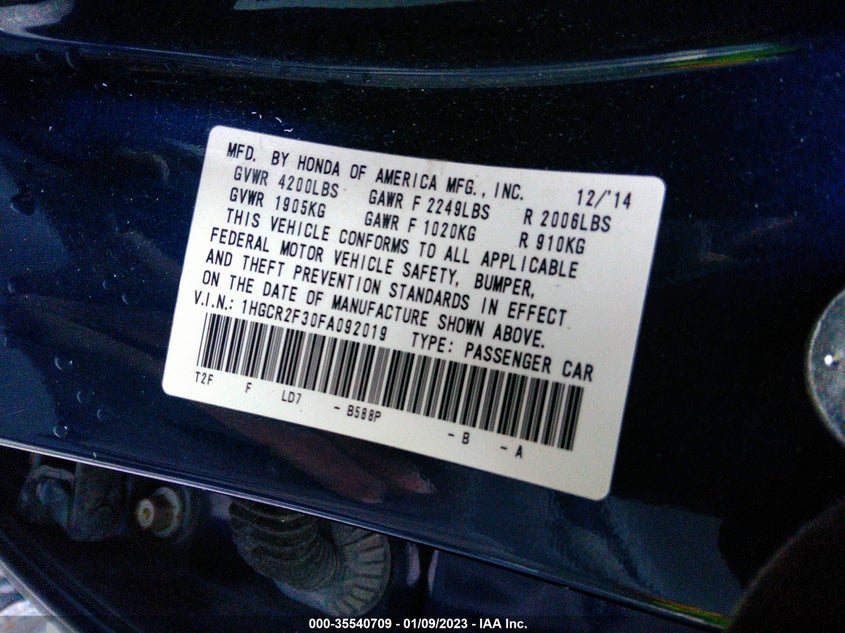 MFD. BY HONDA OF AMERICA MFG., INC. 12/'14
GVWR 4200LBS GAWR F 2249LBS R 2006LBS
GVWR 1905KG GAWR F 1020KG R 910KG
THIS VEHICLE CONFORMS TO ALL APPLICABLE
FEDERAL MOTOR VEHICLE SAFETY, BUMPER,
AND THEFT PREVENTION STANDARDS IN EFFECT
ON THE DATE OF MANUFACTURE SHOWN ABOVE.
V.I.N.: 1HGCR2F30FA092019 TYPE: PASSENGER CAR
T2F F LD7 - B588P - B - A
000-35540709 - 01/09/2023 - IAA Inc.